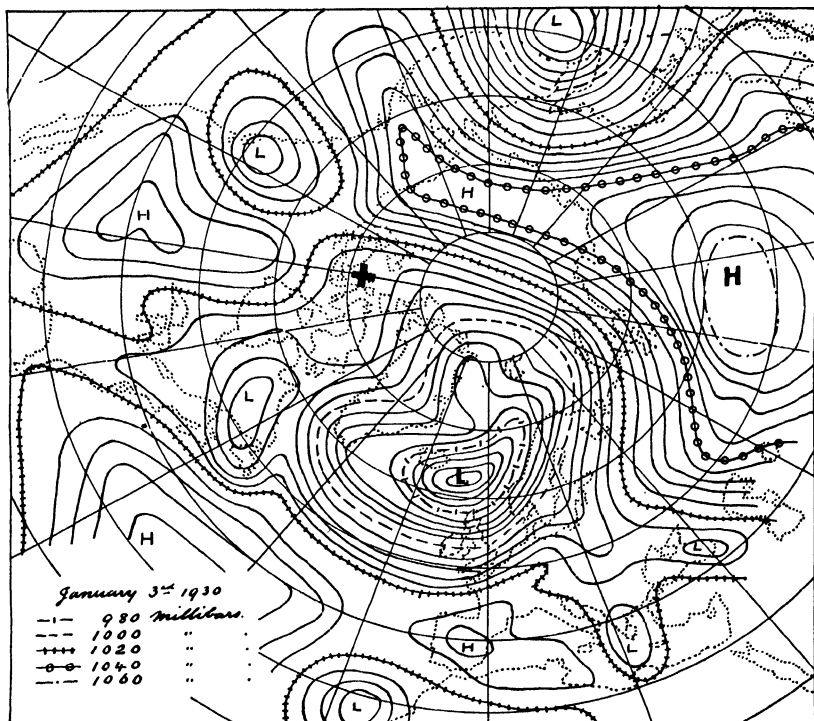 L
L
H
H
H
L
L
H
L
H
L
L
January 3rd 1930
980 Millibars.
1000 " .
1020 " .
1040 " .
1060 " .